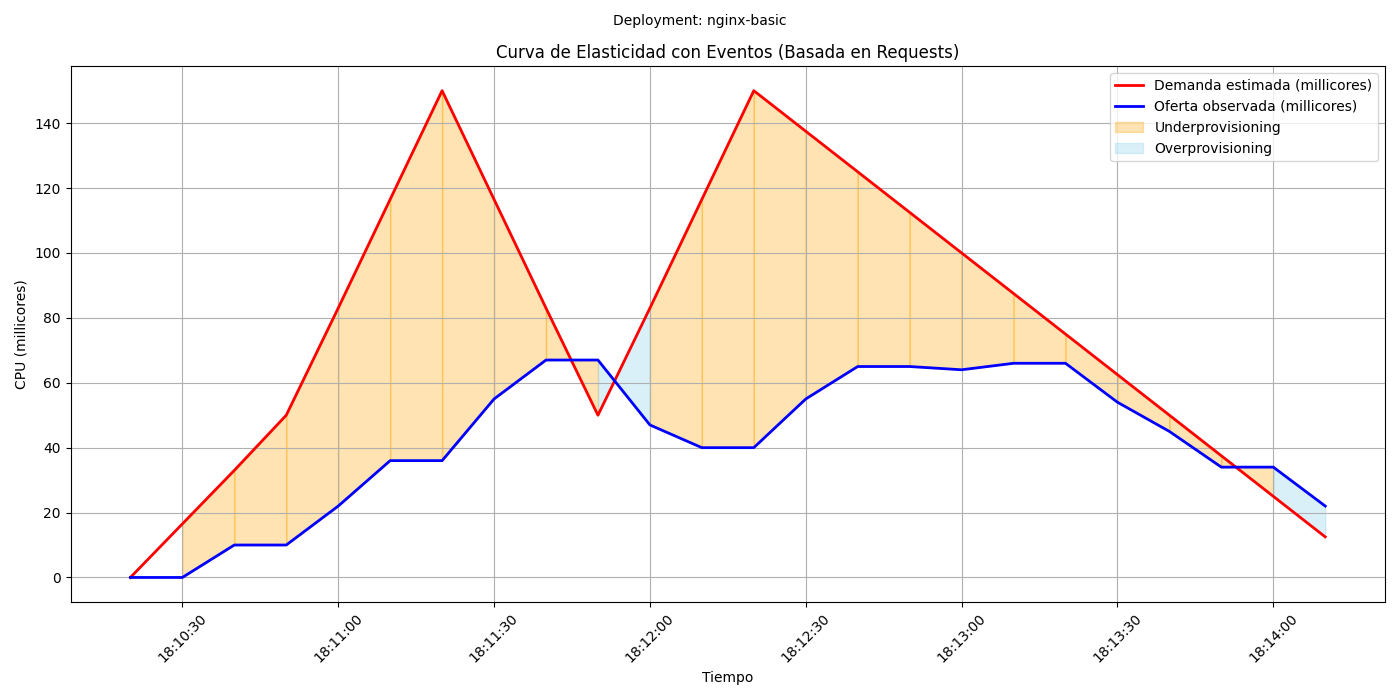 Deployment: nginx-basic
Curva de Elasticidad con Eventos (Basada en Requests)
Demanda estimada (millicores)
Oferta observada (millicores)
Underprovisioning
Overprovisioning
CPU (millicores)
140
120
100
80
60
40
20
0
18:10:30
18:11:00
18:11:30
18:12:00
18:12:30
18:13:00
18:13:30
18:14:00
Tiempo